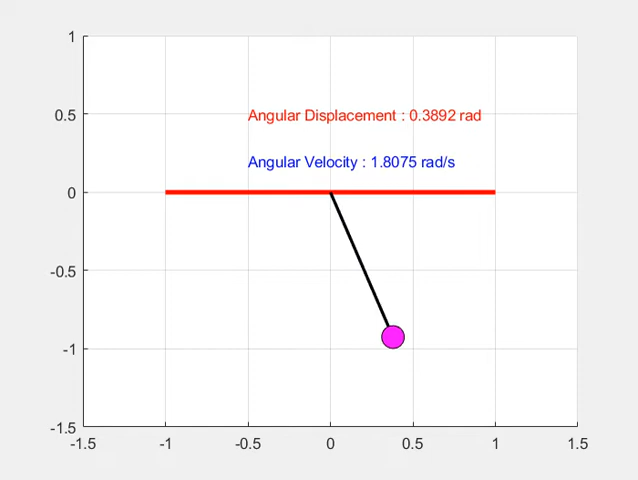 1
0.5
0
-0.5
-1
-1.5
Angular Displacement : 0.3892 rad
Angular Velocity : 1.8075 rad/s
-1.5 -1 -0.5 0 0.5 1 1.5